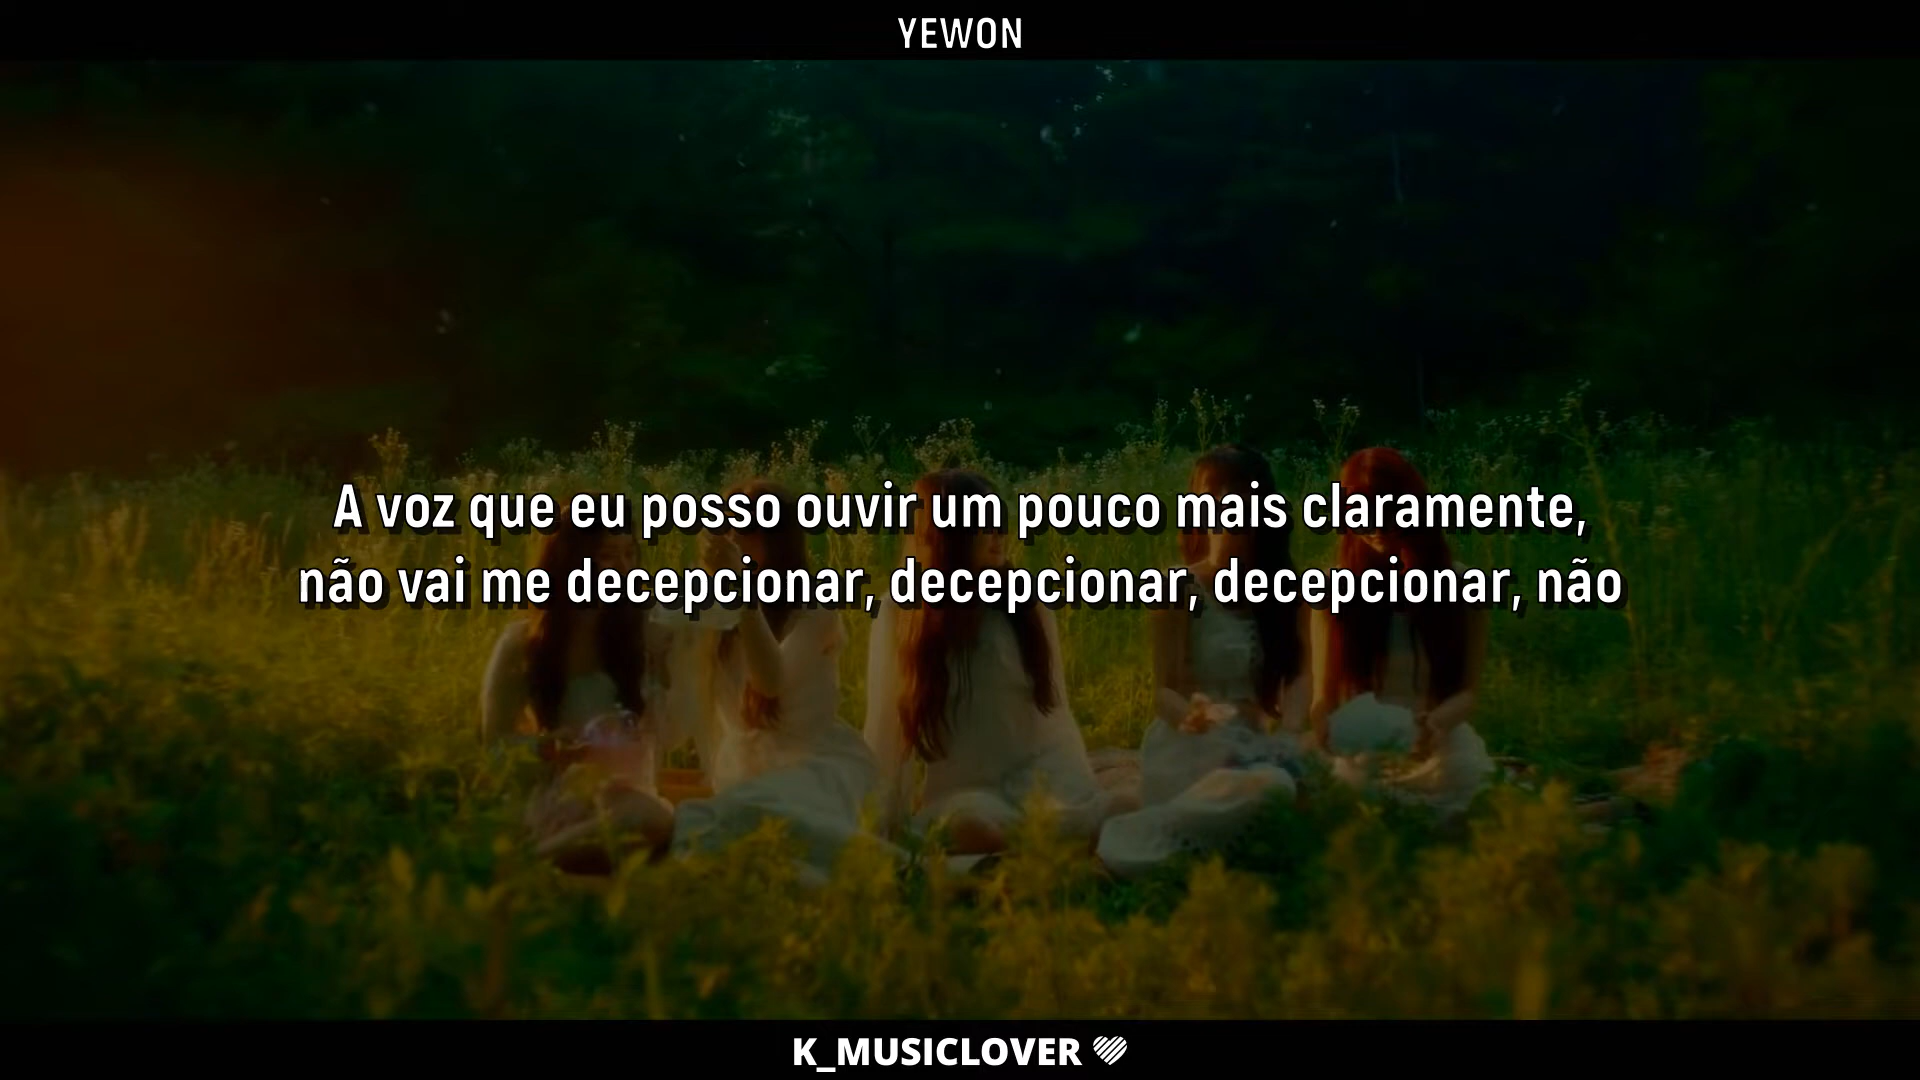 YEWON
A voz que eu posso ouvir um pouco mais claramente,
não vai me decepcionar, decepcionar, decepcionar, não
K_MUSICLOVER